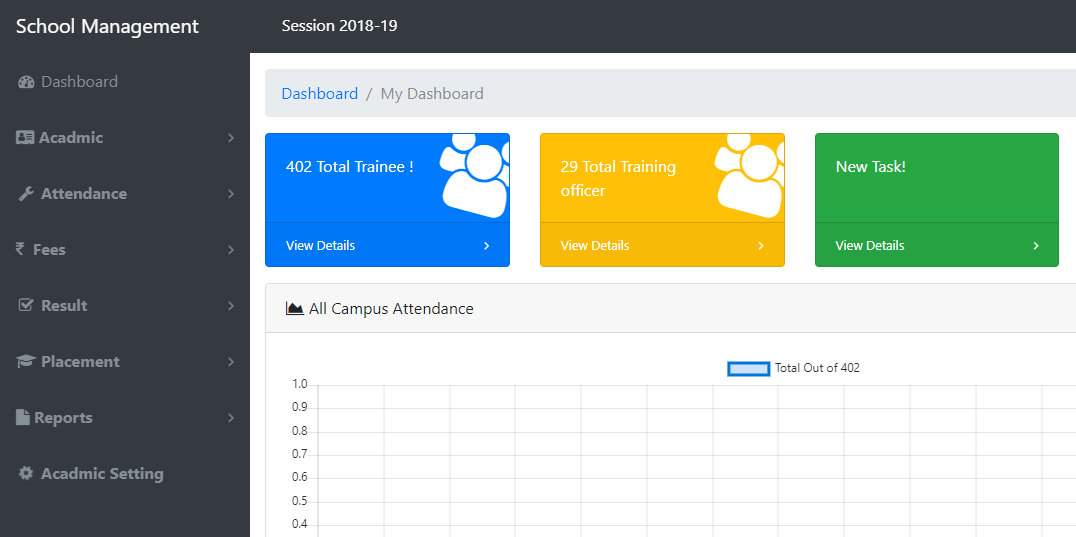 School Management
Session 2018-19
Dashboard
Acadmic
Attendance
₹ Fees
Result
Placement
Reports
Acadmic Setting
Dashboard / My Dashboard
402 Total Trainee !
View Details
29 Total Training
officer
View Details
New Task!
View Details
All Campus Attendance
Total Out of 402
1.0
0.9
0.8
0.7
0.6
0.5
0.4